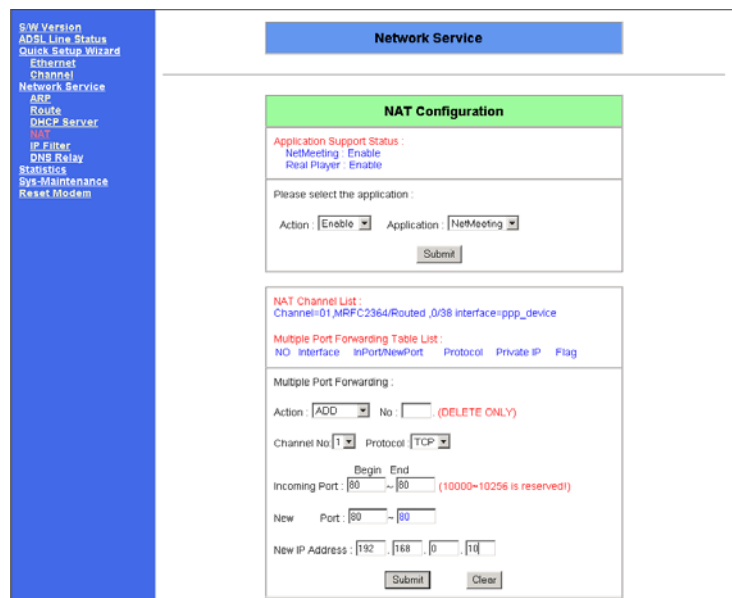 S/W Version
ADSL Line Status
Quick Setup Wizard
Ethernet
Channel
Network Service
ARP
Route
DHCP Server
NAT
IP Filter
DNS Relay
Statistics
Sys-Maintenance
Reset Modem
Network Service
NAT Configuration
Application Support Status :
NetMeeting : Enable
Real Player : Enable
Please select the application :
Action : Enable Application : NetMeeting
Submit
NAT Channel List :
Channel=01,MRFC2364/Routed ,0/38 interface=ppp_device
Multiple Port Forwarding Table List :
NO Interface InPort/NewPort Protocol Private IP Flag
Multiple Port Forwarding :
Action : ADD No : . (DELETE ONLY)
Channel No: 1 Protocol : TCP
Begin End
Incoming Port : 80 ~ 80 (10000~10256 is reserved!)
New Port : 80 ~ 80
New IP Address : 192 . 168 . 0 . 10
Submit Clear